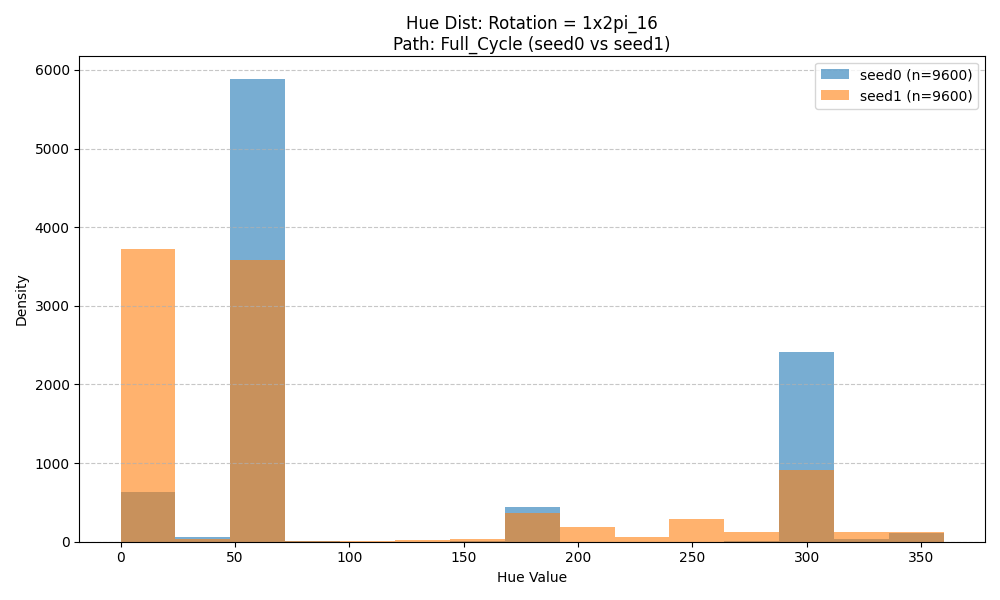 Hue Dist: Rotation = 1x2pi_16
Path: Full_Cycle (seed0 vs seed1)
seed0 (n=9600)
seed1 (n=9600)
Density
6000
5000
4000
3000
2000
1000
0
0 50 100 150 200 250 300 350
Hue Value